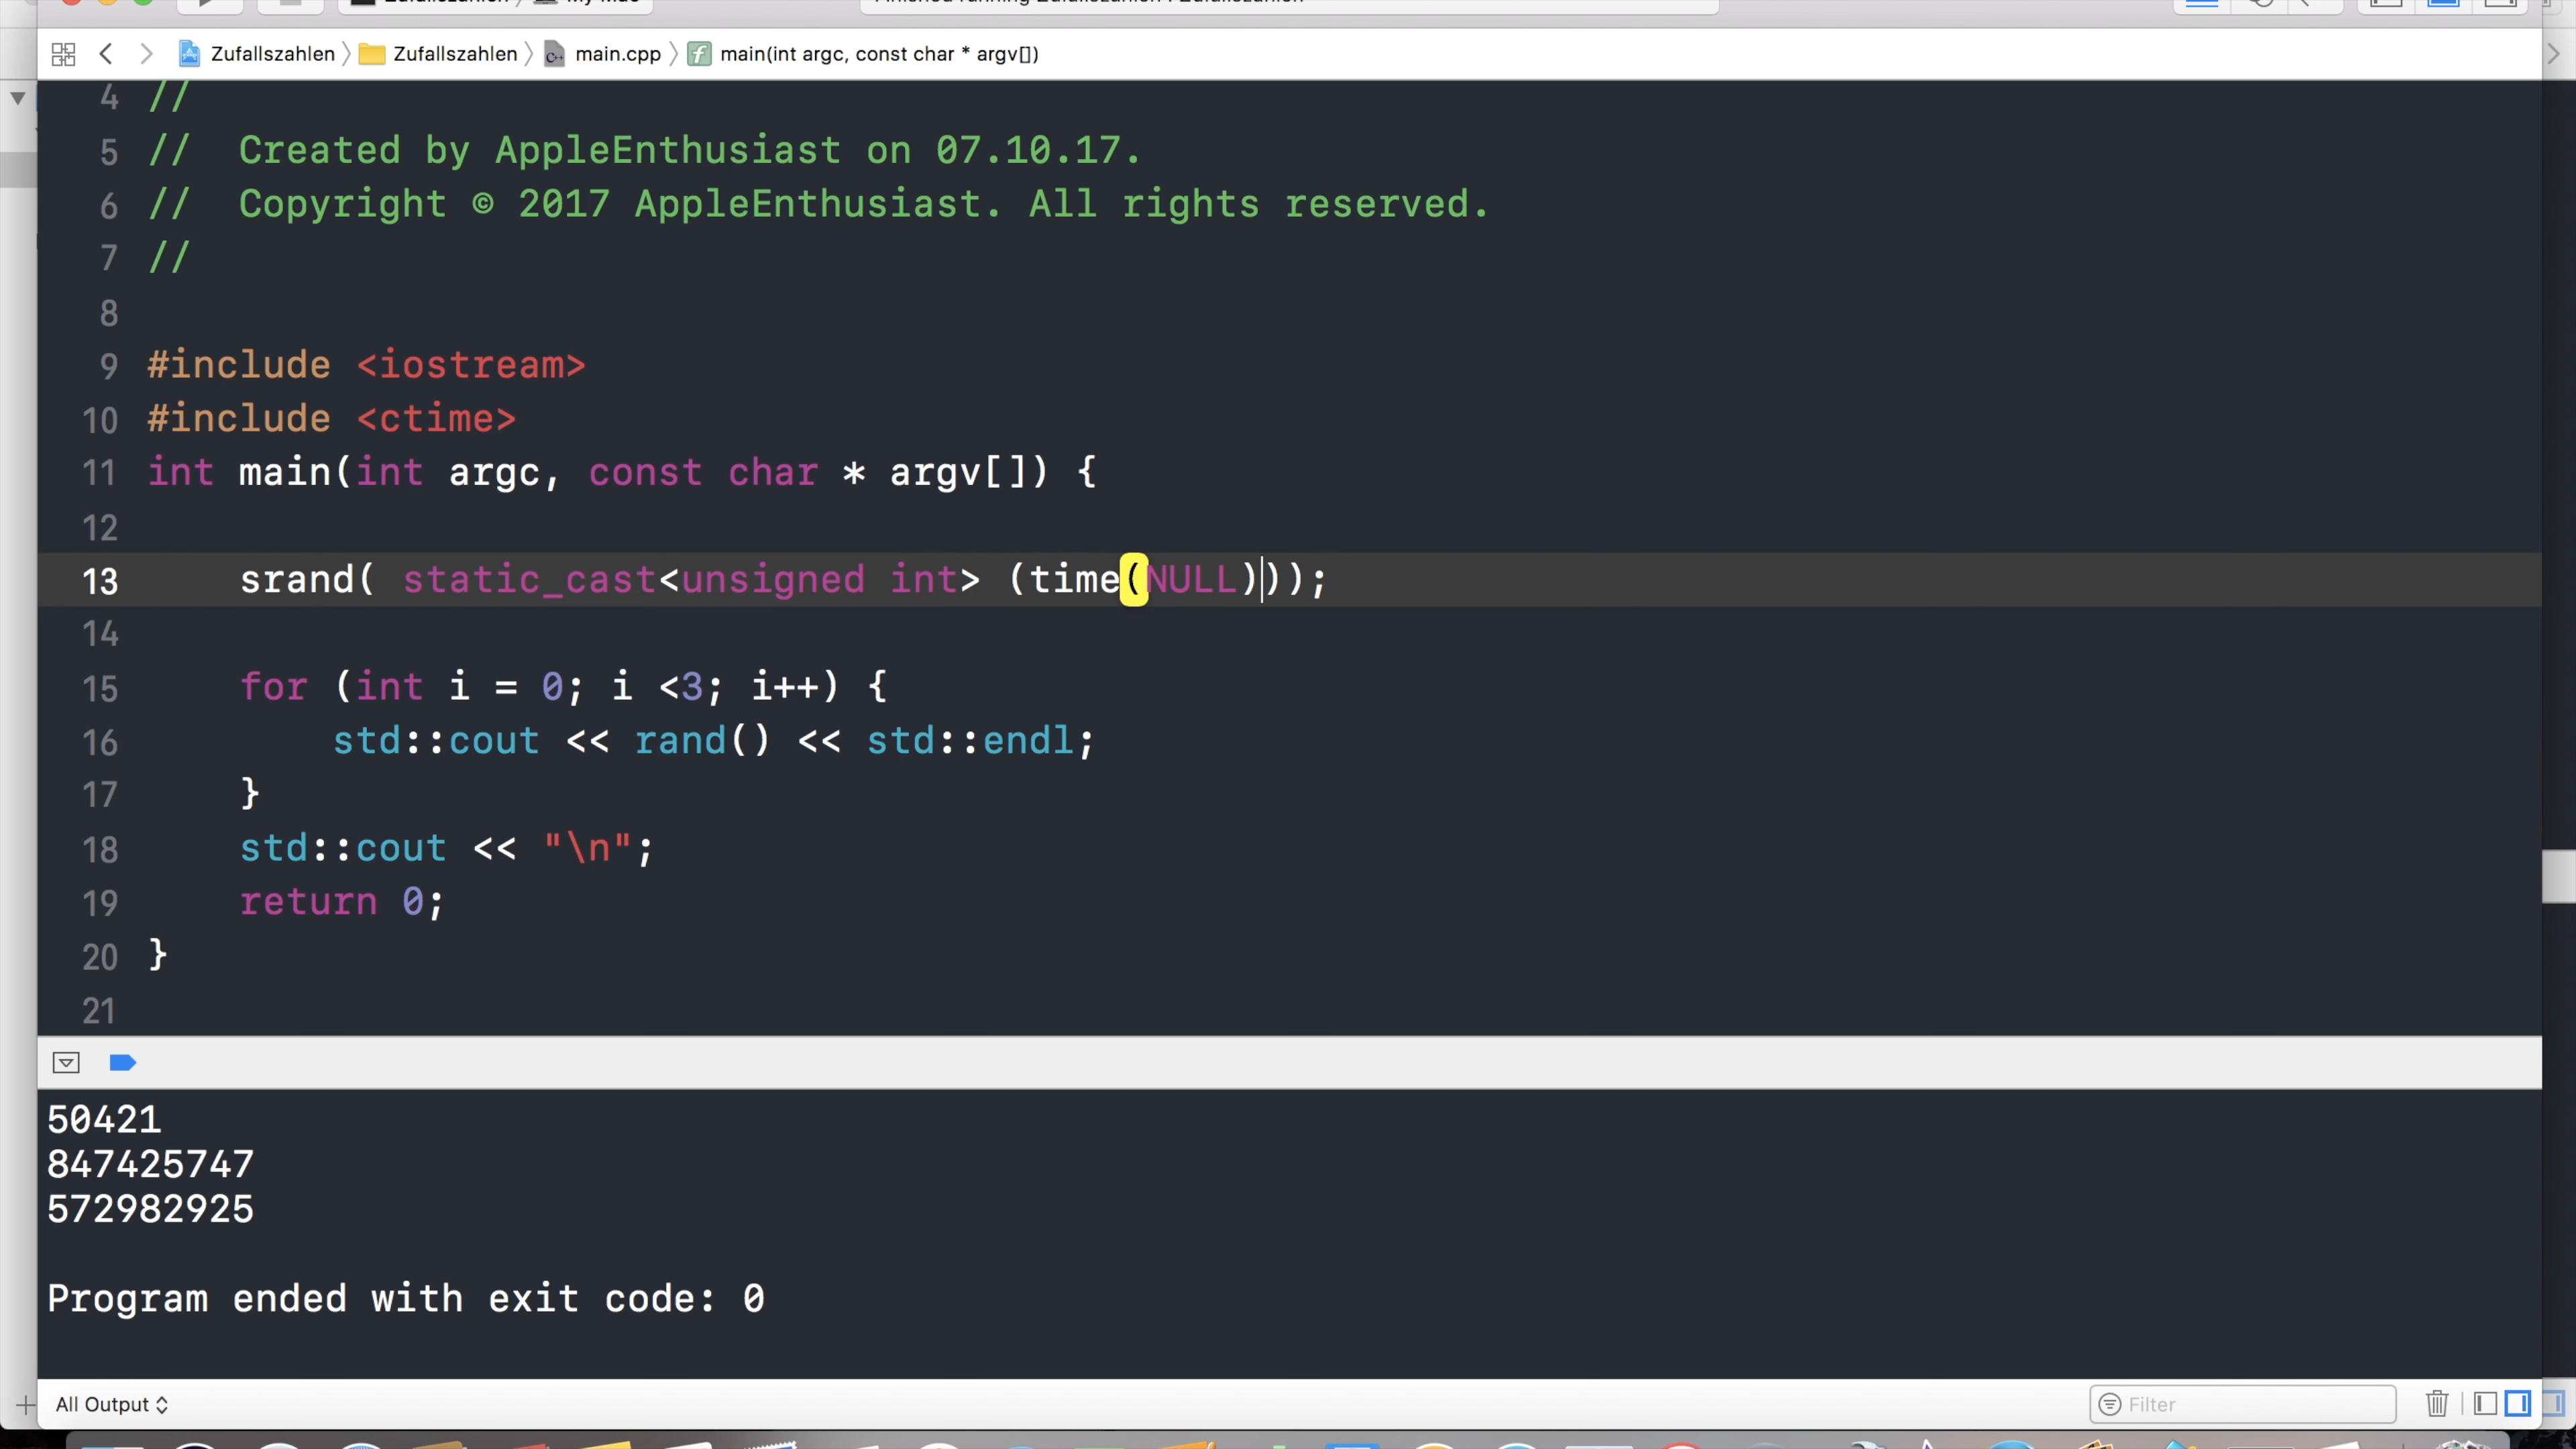 Zufallszahlen Zufallszahlen main.cpp main(int argc, const char * argv[])
4 //
5 //  Created by AppleEnthusiast on 07.10.17.
6 //  Copyright © 2017 AppleEnthusiast. All rights reserved.
7 //
8
9 #include <iostream>
10 #include <ctime>
11 int main(int argc, const char * argv[]) {
12
13     srand( static_cast<unsigned int> (time(NULL)));
14
15     for (int i = 0; i <3; i++) {
16         std::cout << rand() << std::endl;
17     }
18     std::cout << "\n";
19     return 0;
20 }
21
50421
847425747
572982925
Program ended with exit code: 0
All Output
Filter